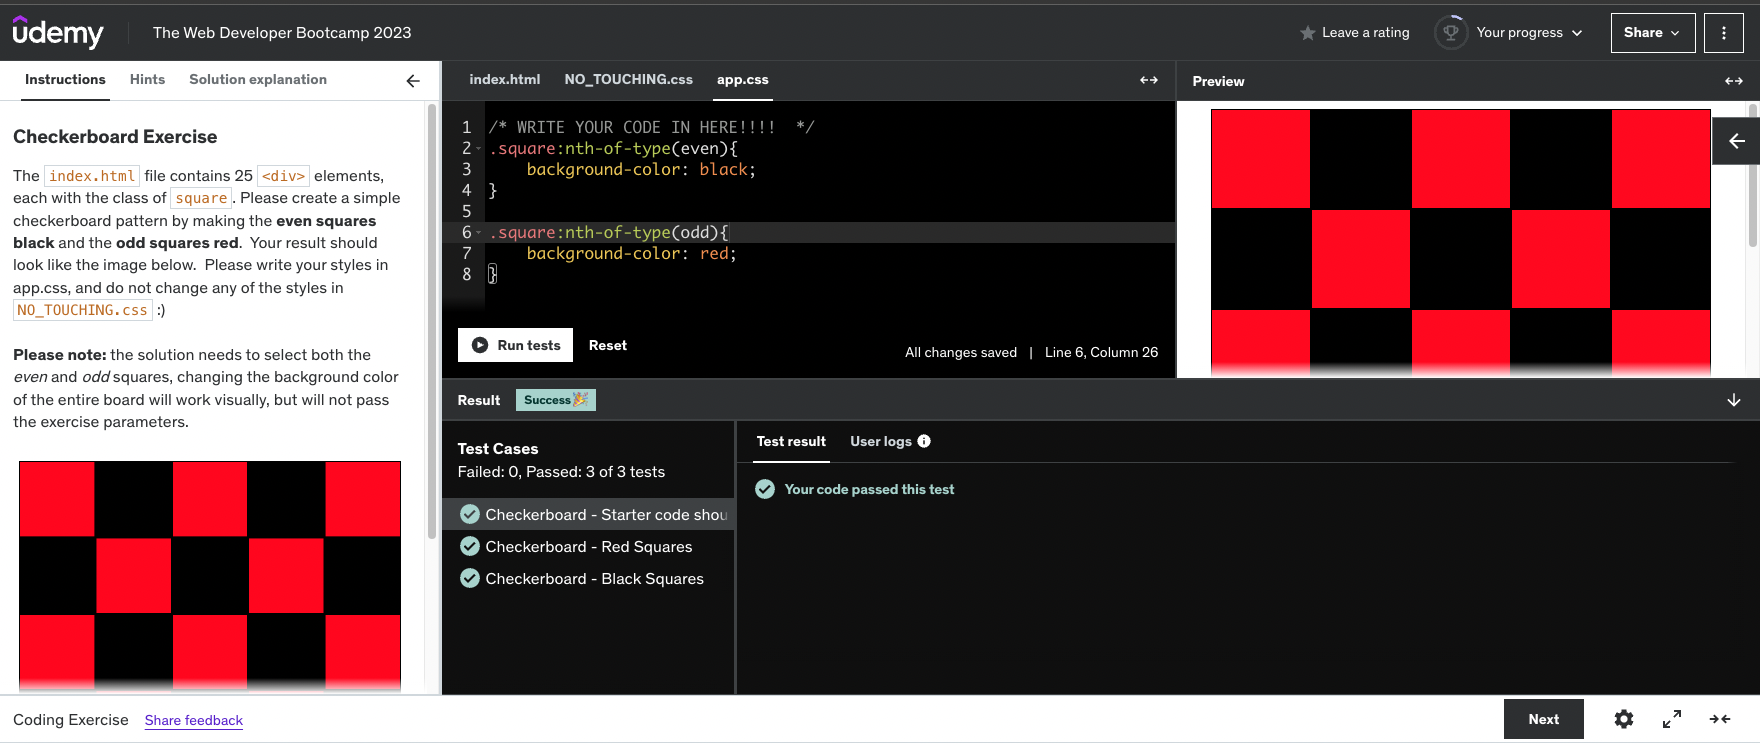 udemy
The Web Developer Bootcamp 2023
Leave a rating
Your progress
Share
Instructions
Hints
Solution explanation
index.html
NO_TOUCHING.css
app.css
Preview
Checkerboard Exercise
The index.html file contains 25 <div> elements,
each with the class of square . Please create a simple
checkerboard pattern by making the even squares
black and the odd squares red.  Your result should
look like the image below.  Please write your styles in
app.css, and do not change any of the styles in
NO_TOUCHING.css :)
Please note: the solution needs to select both the
even and odd squares, changing the background color
of the entire board will work visually, but will not pass
the exercise parameters.
1 /* WRITE YOUR CODE IN HERE!!!!  */
2 .square:nth-of-type(even){
3     background-color: black;
4 }
5
6 .square:nth-of-type(odd){
7     background-color: red;
8 }
Run tests
Reset
All changes saved | Line 6, Column 26
Result
Success
Test Cases
Failed: 0, Passed: 3 of 3 tests
Checkerboard - Starter code shou
Checkerboard - Red Squares
Checkerboard - Black Squares
Test result
User logs
Your code passed this test
Coding Exercise
Share feedback
Next